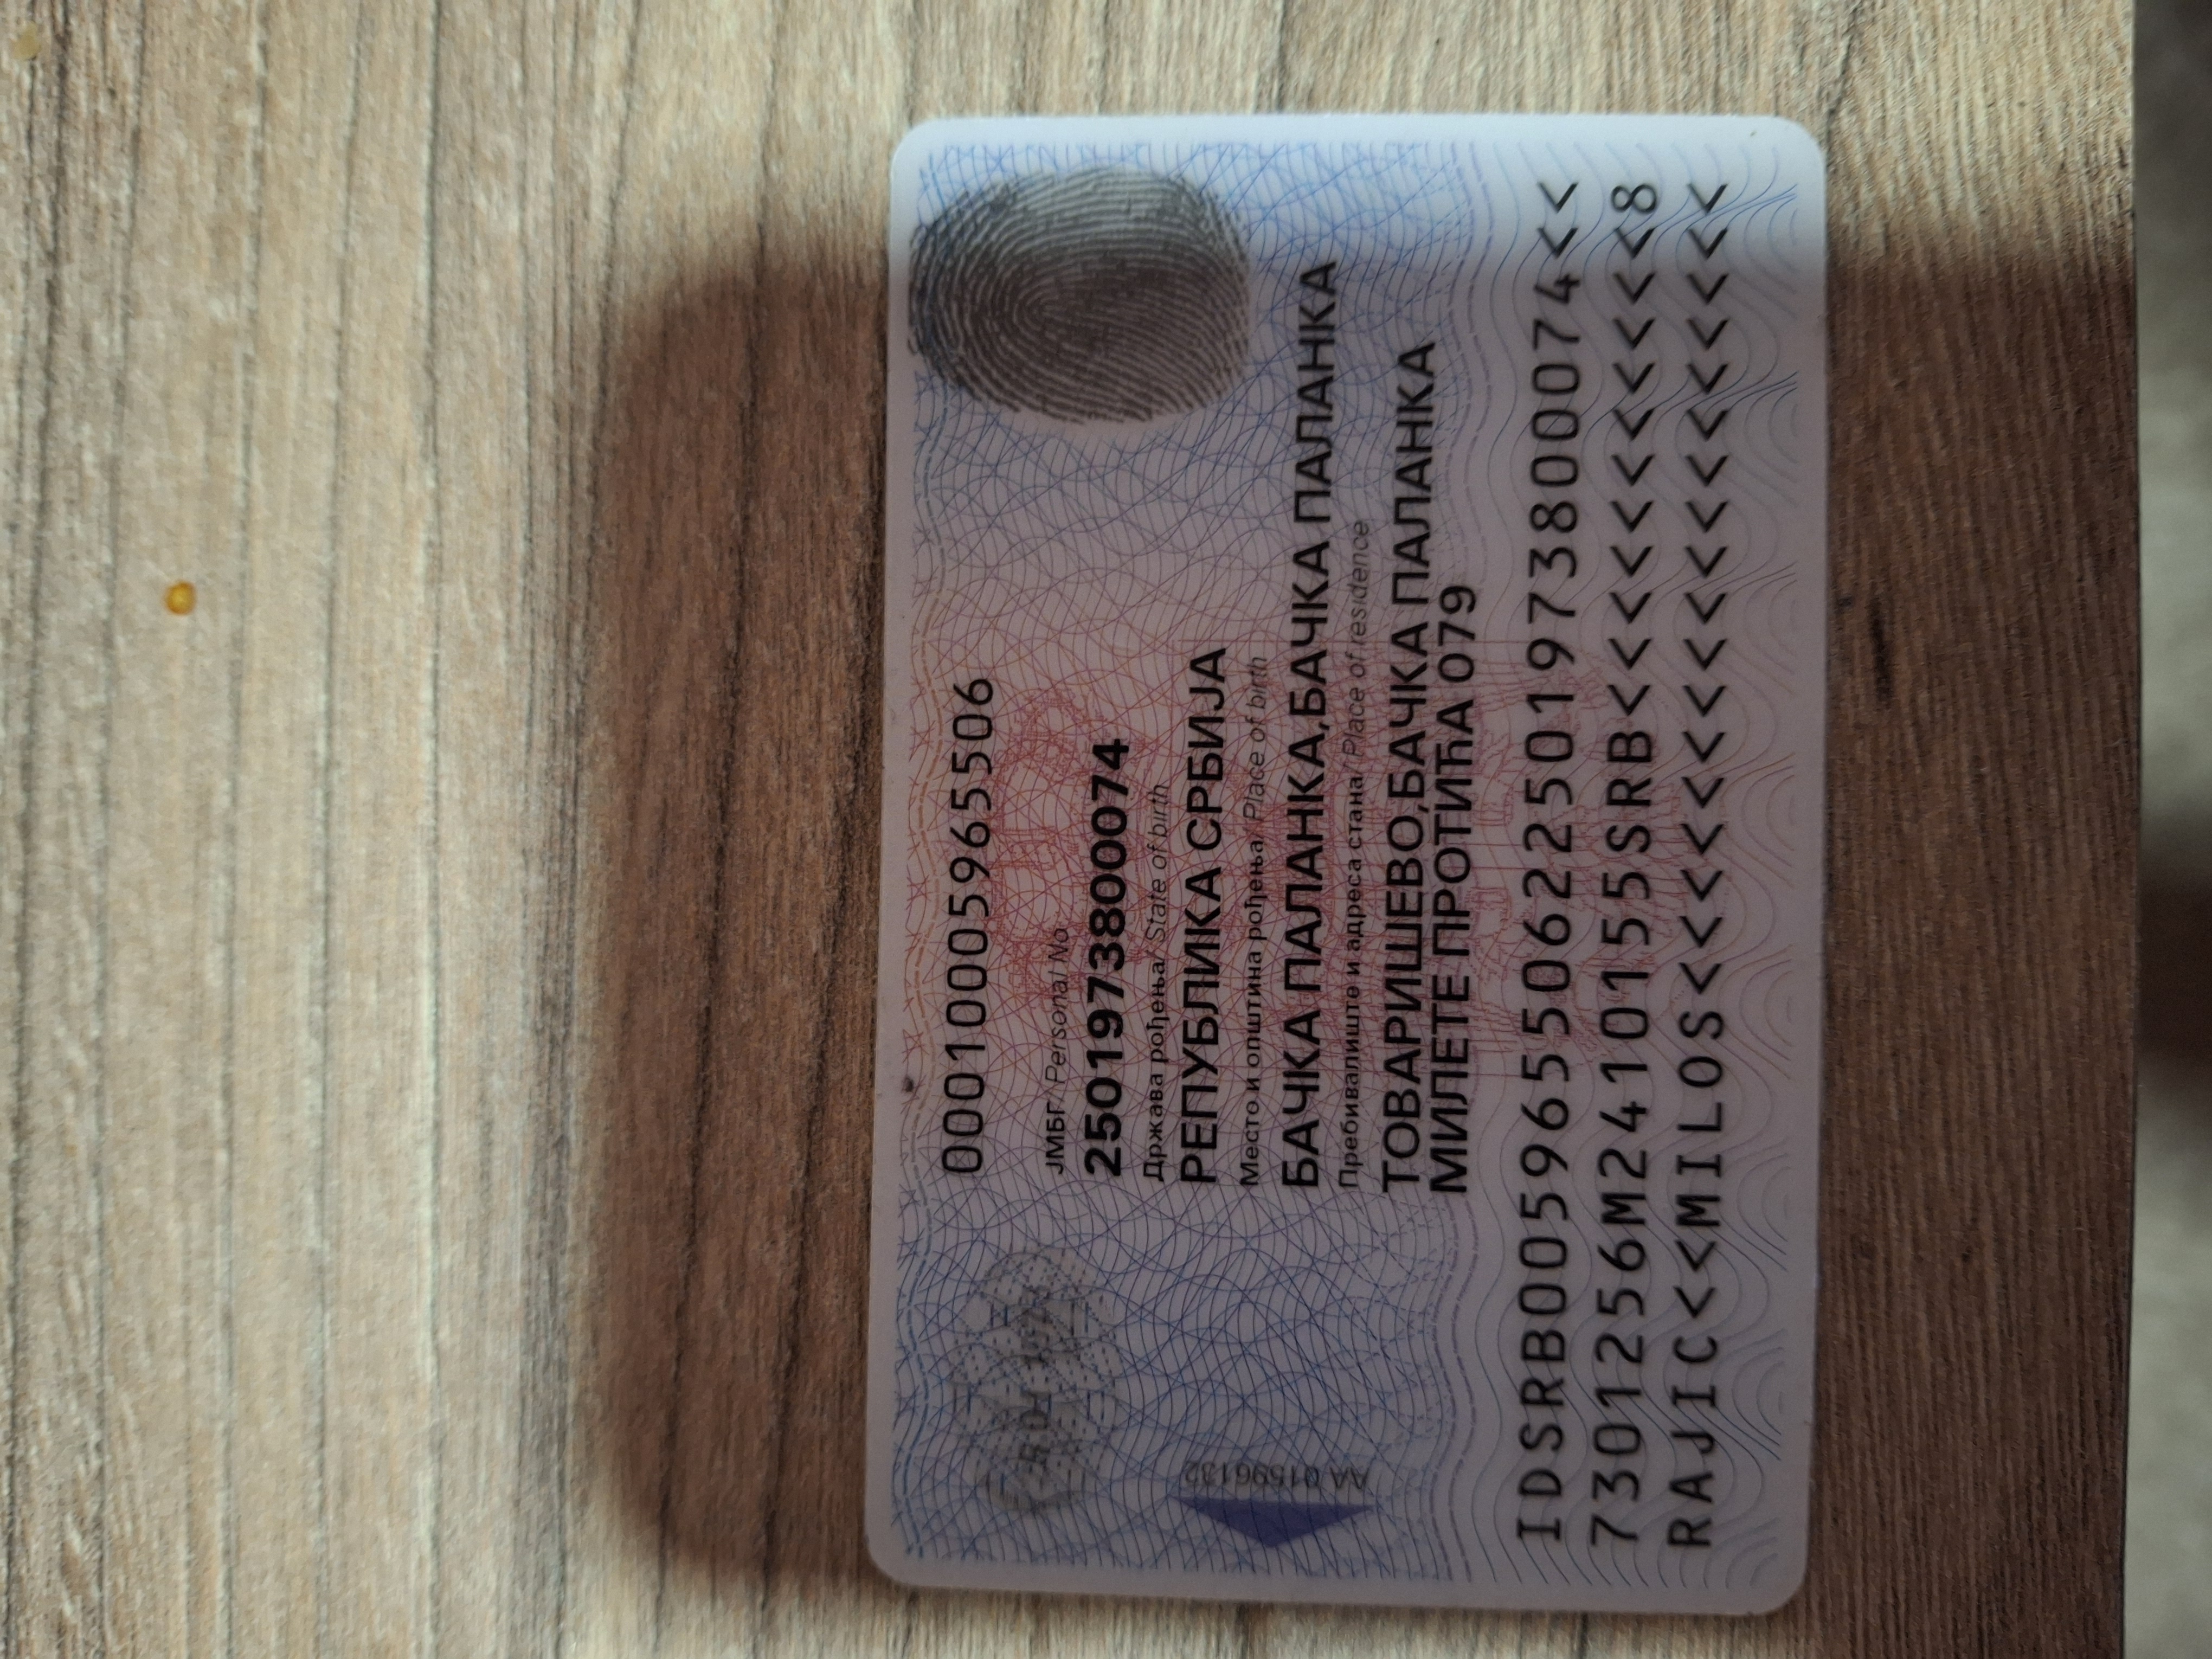 0001000596965506
ЈМБГ/ Personal No
2501973800074
Држава рођења/ State of birth
РЕПУБЛИКА СРБИЈА
Место и општина рођења/ Place of birth
БАЧКА ПАЛАНКА,БАЧКА ПАЛАНКА
Пребивалиште и адреса стана / Place of residence
ТОВАРИШЕВО,БАЧКА ПАЛАНКА
МИЛЕТЕ ПРОТИЋА 079
AA 01596132
IDSRB00596550622501973800074<<
7301256M2410155SRB<<<<<<<<<<<8
RAJIC<<MILOS<<<<<<<<<<<<<<<<<<